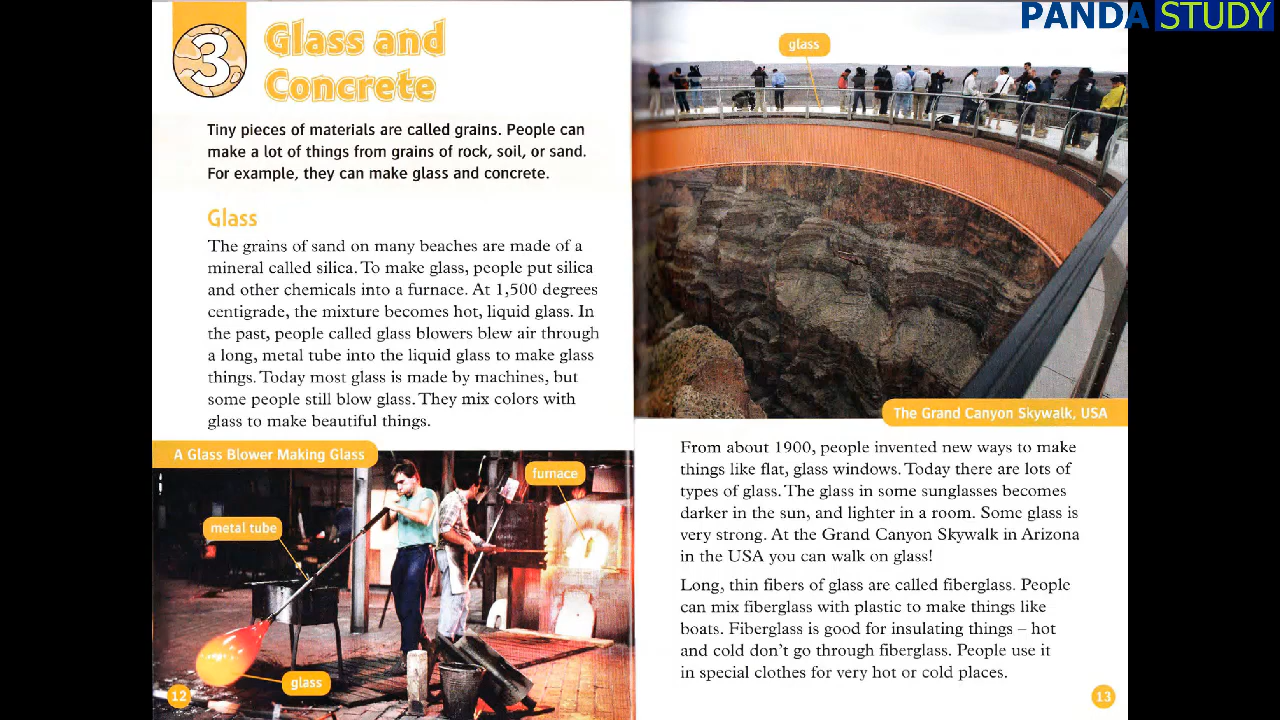 PANDA STUDY
3
Glass and
Concrete
Tiny pieces of materials are called grains. People can
make a lot of things from grains of rock, soil, or sand.
For example, they can make glass and concrete.
Glass
The grains of sand on many beaches are made of a
mineral called silica. To make glass, people put silica
and other chemicals into a furnace. At 1,500 degrees
centigrade, the mixture becomes hot, liquid glass. In
the past, people called glass blowers blew air through
a long, metal tube into the liquid glass to make glass
things. Today most glass is made by machines, but
some people still blow glass. They mix colors with
glass to make beautiful things.
A Glass Blower Making Glass
furnace
metal tube
glass
12
glass
The Grand Canyon Skywalk, USA
From about 1900, people invented new ways to make
things like flat, glass windows. Today there are lots of
types of glass. The glass in some sunglasses becomes
darker in the sun, and lighter in a room. Some glass is
very strong. At the Grand Canyon Skywalk in Arizona
in the USA you can walk on glass!
Long, thin fibers of glass are called fiberglass. People
can mix fiberglass with plastic to make things like
boats. Fiberglass is good for insulating things – hot
and cold don't go through fiberglass. People use it
in special clothes for very hot or cold places.
13